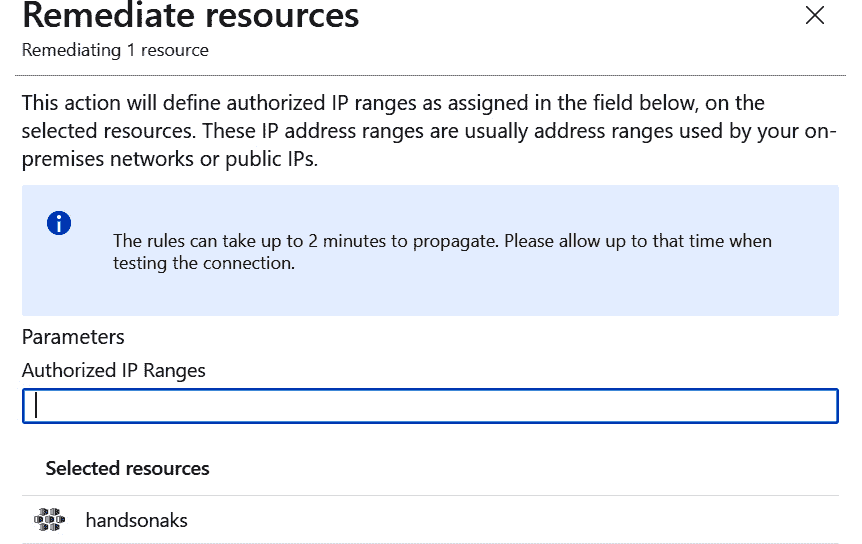 Remediate resources
Remediating 1 resource
This action will define authorized IP ranges as assigned in the field below, on the
selected resources. These IP address ranges are usually address ranges used by your on-
premises networks or public IPs.
The rules can take up to 2 minutes to propagate. Please allow up to that time when
testing the connection.
Parameters
Authorized IP Ranges
Selected resources
handsonaks